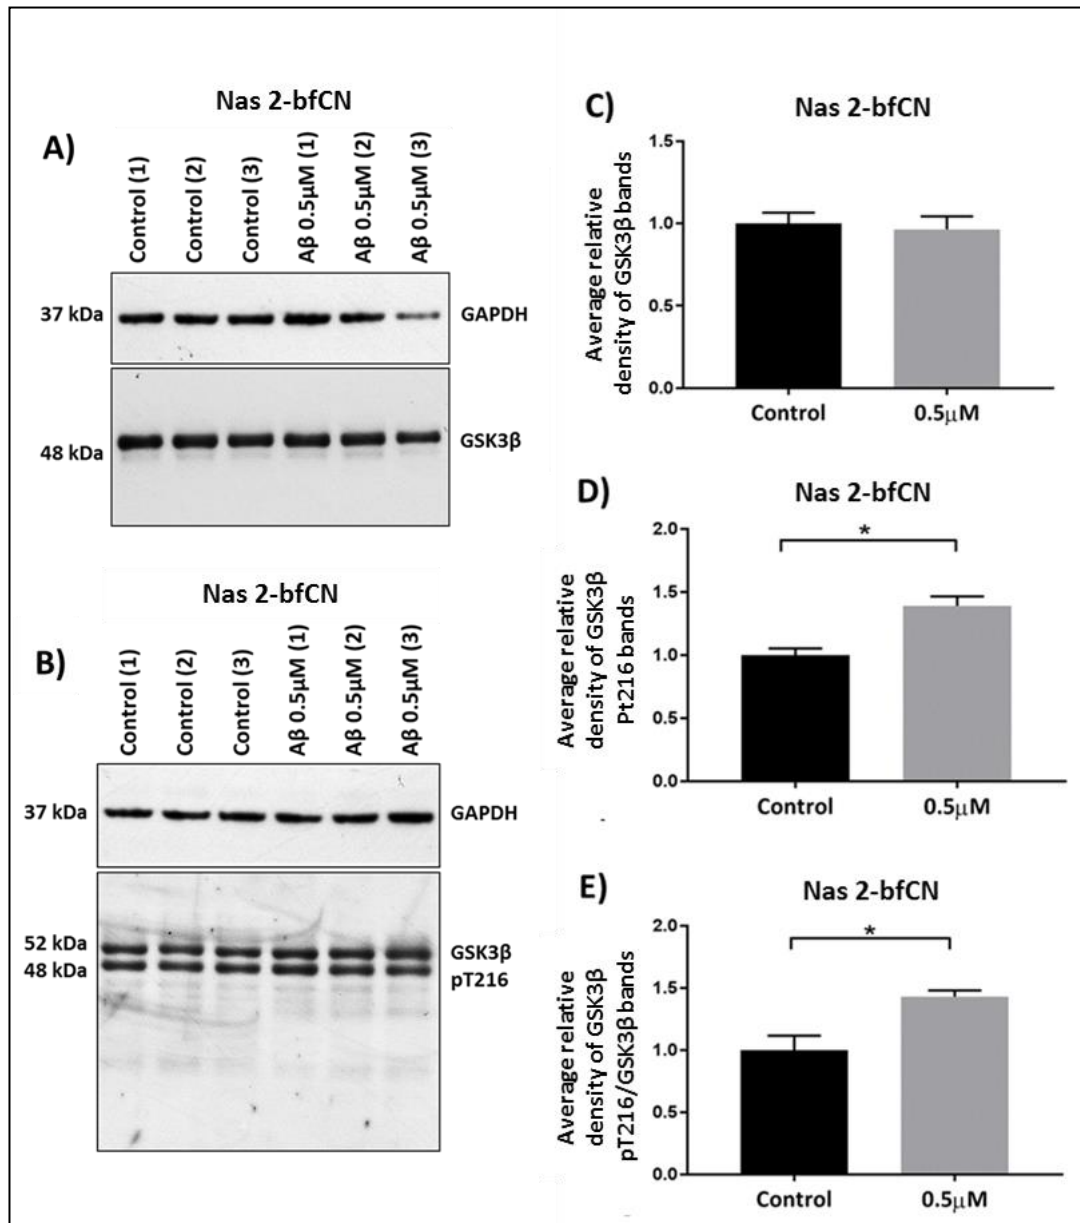 Nas 2-bfCN
A)
Control (1)
Control (2)
Control (3)
Aβ 0.5µM (1)
Aβ 0.5µM (2)
Aβ 0.5µM (3)
37 kDa
GAPDH
48 kDa
GSK3β
Nas 2-bfCN
B)
Control (1)
Control (2)
Control (3)
Aβ 0.5µM (1)
Aβ 0.5µM (2)
Aβ 0.5µM (3)
37 kDa
GAPDH
52 kDa
48 kDa
GSK3β
pT216
C)
Nas 2-bfCN
Average relative
density of GSK3β bands
1.5
1.0
0.5
0.0
Control
0.5µM
D)
Nas 2-bfCN
Average relative
density of GSK3β
Pt216 bands
2.0
1.5
1.0
0.5
0.0
*
Control
0.5µM
E)
Nas 2-bfCN
Average relative
density of GSK3β
pT216/GSK3β bands
2.0
1.5
1.0
0.5
0.0
*
Control
0.5µM